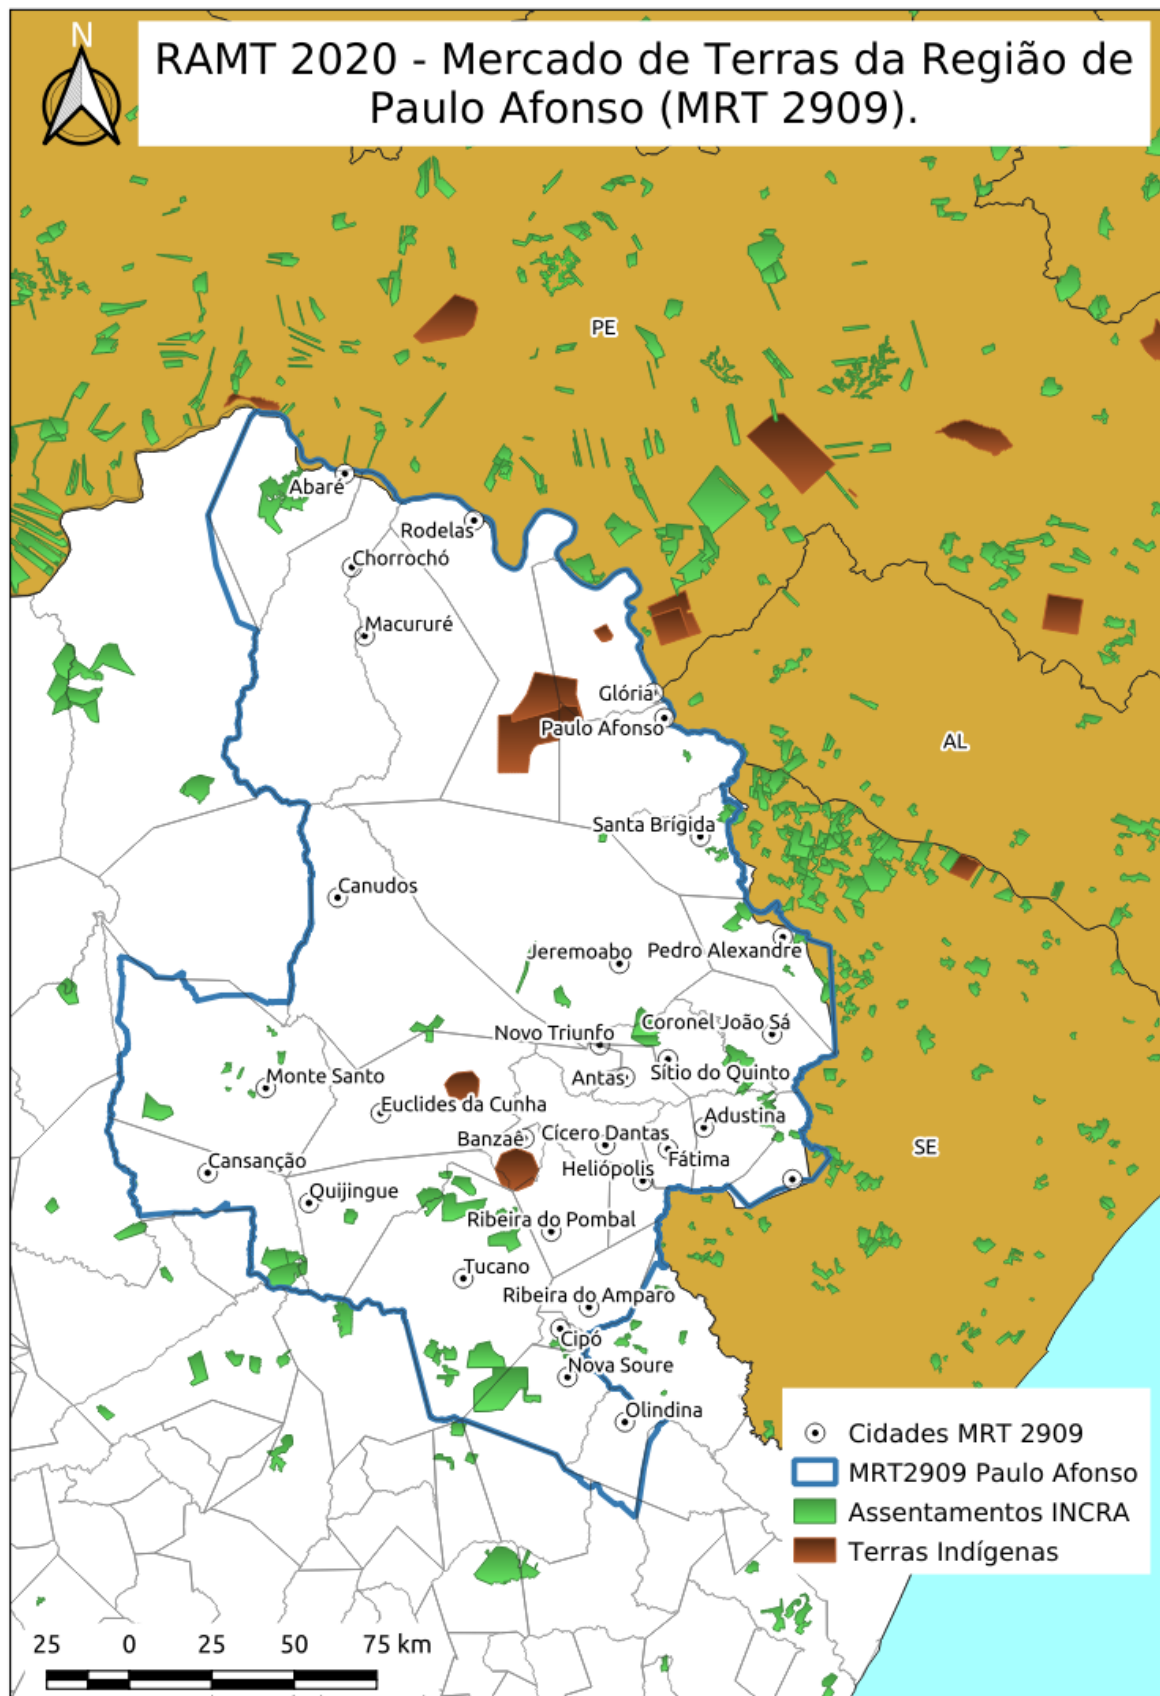 N
RAMT 2020 - Mercado de Terras da Região de
Paulo Afonso (MRT 2909).
PE
Abaré
Rodelas
Chorrochó
Macururé
Glória
Paulo Afonso
AL
Santa Brígida
Canudos
Jeremoabo
Pedro Alexandre
Coronel João Sá
Novo Triunfo
Sítio do Quinto
Antas
Monte Santo
Euclides da Cunha
Adustina
Banzaê
Cícero Dantas
SE
Fátima
Heliópolis
Cansanção
Quijingue
Ribeira do Pombal
Tucano
Ribeira do Amparo
Cipó
Nova Soure
Olindina
Cidades MRT 2909
MRT2909 Paulo Afonso
Assentamentos INCRA
Terras Indígenas
25 0 25 50 75 km